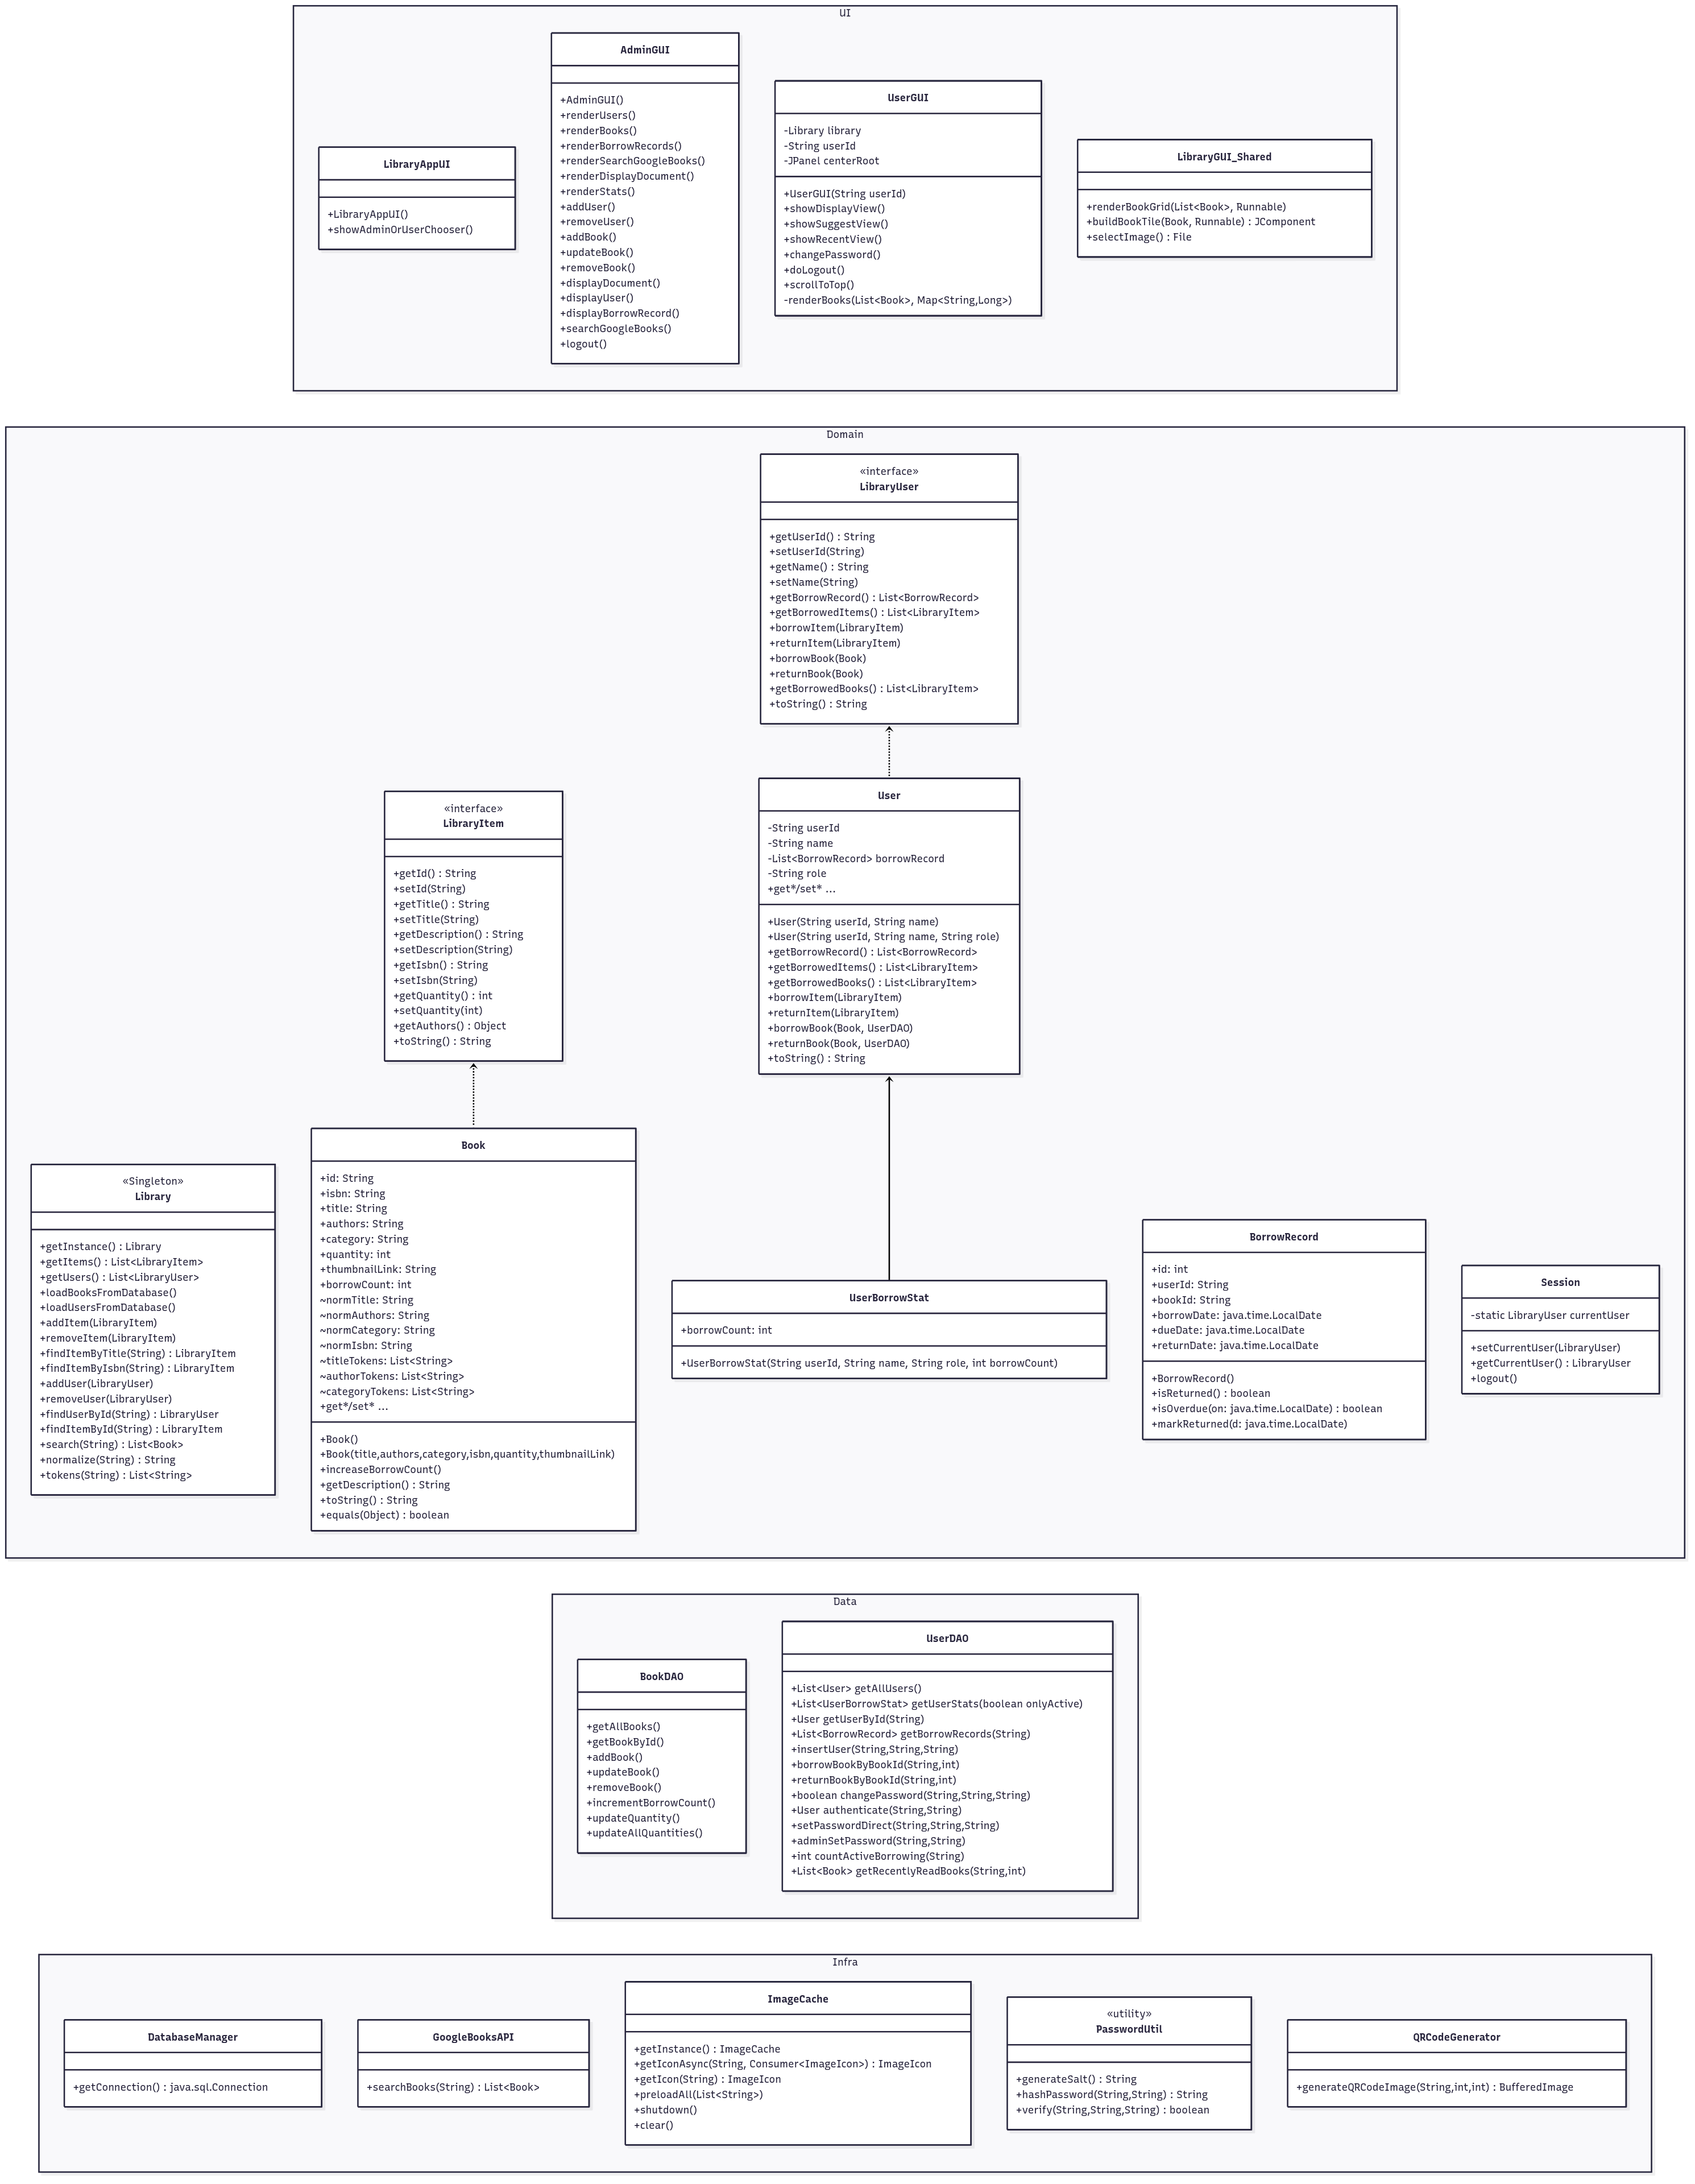 UI
LibraryAppUI
+LibraryAppUI()
+showAdminOrUserChooser()
AdminGUI
+AdminGUI()
+renderUsers()
+renderBooks()
+renderBorrowRecords()
+renderSearchGoogleBooks()
+renderDisplayDocument()
+renderStats()
+addUser()
+removeUser()
+addBook()
+updateBook()
+removeBook()
+displayDocument()
+displayUser()
+displayBorrowRecord()
+searchGoogleBooks()
+logout()
UserGUI
-Library library
-String userId
-JPanel centerRoot
+UserGUI(String userId)
+showDisplayView()
+showSuggestView()
+showRecentView()
+changePassword()
+doLogout()
+scrollToTop()
-renderBooks(List<Book>, Map<String,Long>)
LibraryGUI_Shared
+renderBookGrid(List<Book>, Runnable)
+buildBookTile(Book, Runnable) : JComponent
+selectImage() : File
Domain
«interface»
LibraryUser
+getUserId() : String
+setUserId(String)
+getName() : String
+setName(String)
+getBorrowRecord() : List<BorrowRecord>
+getBorrowedItems() : List<LibraryItem>
+borrowItem(LibraryItem)
+returnItem(LibraryItem)
+borrowBook(Book)
+returnBook(Book)
+getBorrowedBooks() : List<LibraryItem>
+toString() : String
«interface»
LibraryItem
+getId() : String
+setId(String)
+getTitle() : String
+setTitle(String)
+getDescription() : String
+setDescription(String)
+getIsbn() : String
+setIsbn(String)
+getQuantity() : int
+setQuantity(int)
+getAuthors() : Object
+toString() : String
User
-String userId
-String name
-List<BorrowRecord> borrowRecord
-String role
+get*/set* ...
+User(String userId, String name)
+User(String userId, String name, String role)
+getBorrowRecord() : List<BorrowRecord>
+getBorrowedItems() : List<LibraryItem>
+getBorrowedBooks() : List<LibraryItem>
+borrowItem(LibraryItem)
+returnItem(LibraryItem)
+borrowBook(Book, UserDAO)
+returnBook(Book, UserDAO)
+toString() : String
«Singleton»
Library
+getInstance() : Library
+getItems() : List<LibraryItem>
+getUsers() : List<LibraryUser>
+loadBooksFromDatabase()
+loadUsersFromDatabase()
+addItem(LibraryItem)
+removeItem(LibraryItem)
+findItemByTitle(String) : LibraryItem
+findItemByIsbn(String) : LibraryItem
+addUser(LibraryUser)
+removeUser(LibraryUser)
+findUserById(String) : LibraryUser
+findItemById(String) : LibraryItem
+search(String) : List<Book>
+normalize(String) : String
+tokens(String) : List<String>
Book
+id: String
+isbn: String
+title: String
+authors: String
+category: String
+quantity: int
+thumbnailLink: String
+borrowCount: int
~normTitle: String
~normAuthors: String
~normCategory: String
~normIsbn: String
~titleTokens: List<String>
~authorTokens: List<String>
~categoryTokens: List<String>
+get*/set* ...
+Book()
+Book(title,authors,category,isbn,quantity,thumbnailLink)
+increaseBorrowCount()
+getDescription() : String
+toString() : String
+equals(Object) : boolean
UserBorrowStat
+borrowCount: int
+UserBorrowStat(String userId, String name, String role, int borrowCount)
BorrowRecord
+id: int
+userId: String
+bookId: String
+borrowDate: java.time.LocalDate
+dueDate: java.time.LocalDate
+returnDate: java.time.LocalDate
+BorrowRecord()
+isReturned() : boolean
+isOverdue(on: java.time.LocalDate) : boolean
+markReturned(d: java.time.LocalDate)
Session
-static LibraryUser currentUser
+setCurrentUser(LibraryUser)
+getCurrentUser() : LibraryUser
+logout()
Data
BookDAO
+getAllBooks()
+getBookById()
+addBook()
+updateBook()
+removeBook()
+incrementBorrowCount()
+updateQuantity()
+updateAllQuantities()
UserDAO
+List<User> getAllUsers()
+List<UserBorrowStat> getUserStats(boolean onlyActive)
+User getUserById(String)
+List<BorrowRecord> getBorrowRecords(String)
+insertUser(String,String,String)
+borrowBookByBookId(String,int)
+returnBookByBookId(String,int)
+boolean changePassword(String,String,String)
+User authenticate(String,String)
+setPasswordDirect(String,String,String)
+adminSetPassword(String,String)
+int countActiveBorrowing(String)
+List<Book> getRecentlyReadBooks(String,int)
Infra
DatabaseManager
+getConnection() : java.sql.Connection
GoogleBooksAPI
+searchBooks(String) : List<Book>
ImageCache
+getInstance() : ImageCache
+getIconAsync(String, Consumer<ImageIcon>) : ImageIcon
+getIcon(String) : ImageIcon
+preloadAll(List<String>)
+shutdown()
+clear()
«utility»
PasswordUtil
+generateSalt() : String
+hashPassword(String,String) : String
+verify(String,String,String) : boolean
QRCodeGenerator
+generateQRCodeImage(String,int,int) : BufferedImage